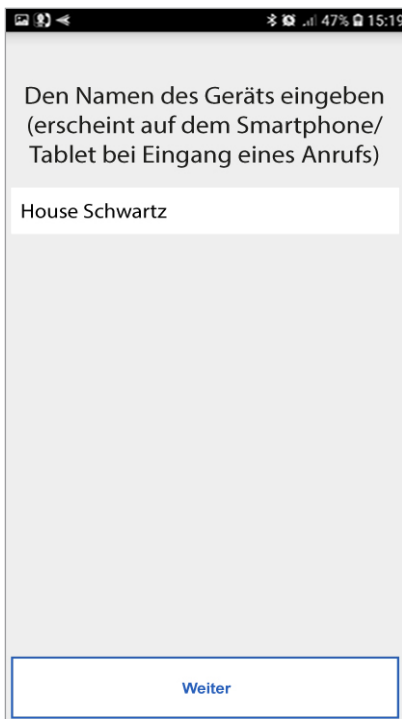 47% 15:19
Den Namen des Geräts eingeben
(erscheint auf dem Smartphone/
Tablet bei Eingang eines Anrufs)
House Schwartz
Weiter